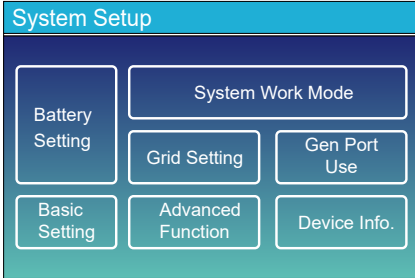 System Setup
Battery
Setting
System Work Mode
Grid Setting
Gen Port
Use
Basic
Setting
Advanced
Function
Device Info.